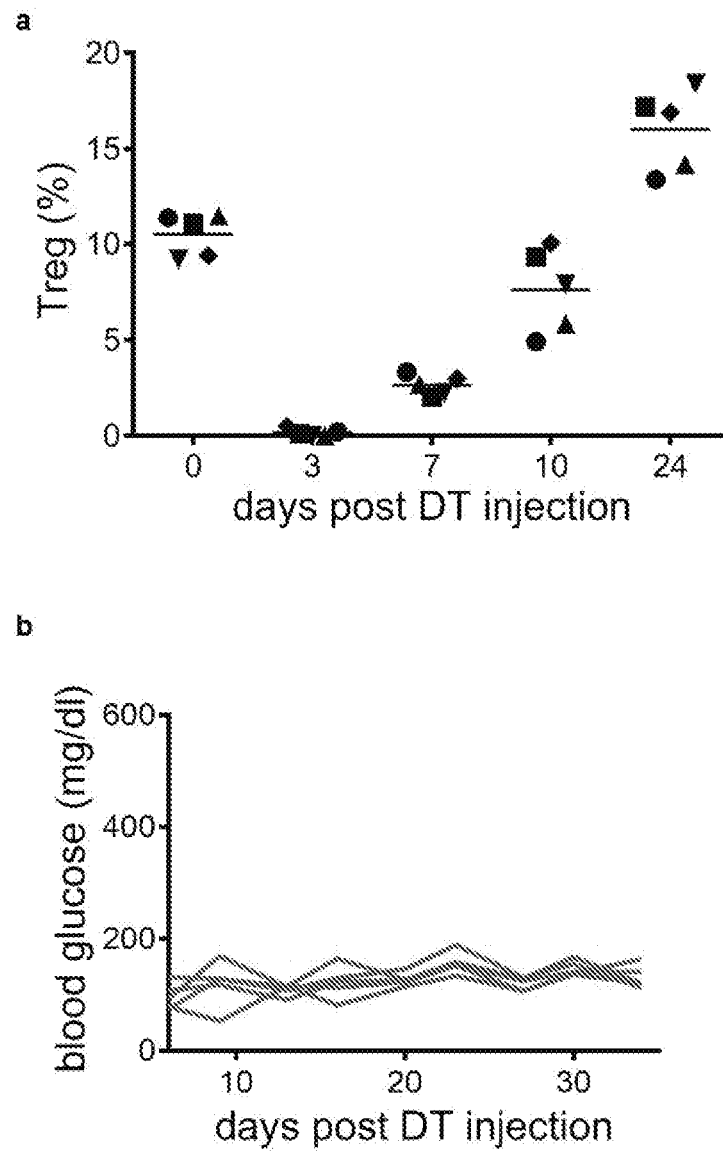 a
20
15
10
5
0
Treg (%)
0 3 7 10 24
days post DT injection
b
600
400
200
0
blood glucose (mg/dl)
10 20 30
days post DT injection